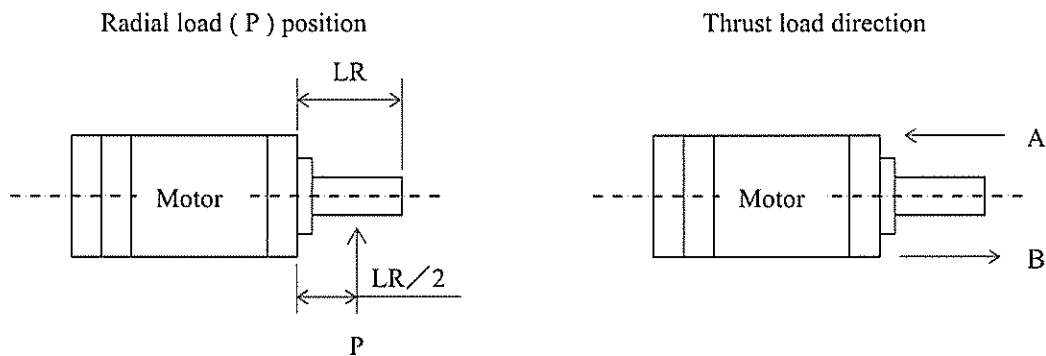 Radial load ( P ) position
LR
Motor
LR／2
P
Thrust load direction
A
Motor
B